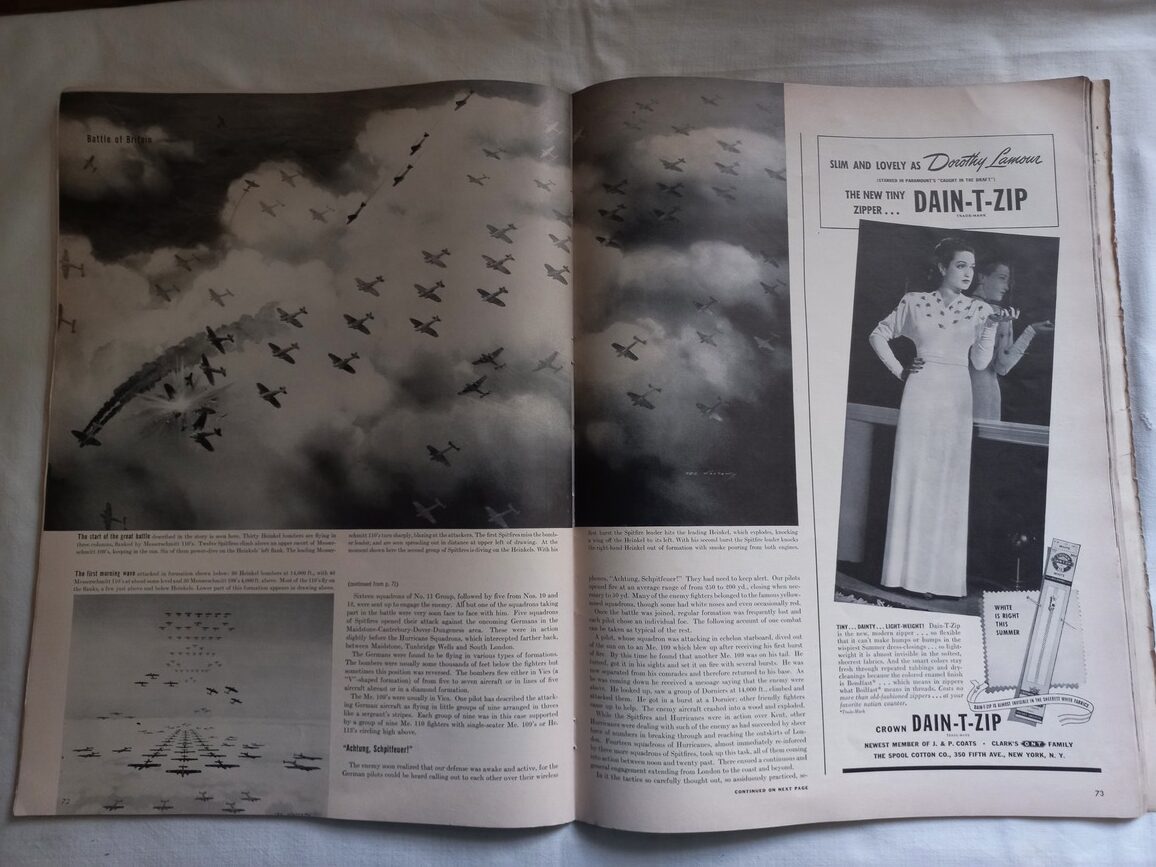 Battle of Britain
The start of the great battle described in the story is seen here. Thirty Heinkel bombers are flying in
three columns, flanked by Messerschmitt 110's. Twelve Spitfires climb above an upper escort of Messer-
schmitt 109's, keeping in the sun. Six of them power-dive on the Heinkels' left flank. The leading Messer-
schmitt 110's turn sharply, blazing at the attackers. The first Spitfires miss the bomb-
er leader, and are seen spiraling out in distance at upper left of drawing. At the
moment shown here the second group of Spitfires is diving on the Heinkels. With his
first burst the Spitfire leader hits the leading Heinkel, which explodes, knocking
a wing off the Heinkel to its left. With his second burst the Spitfire leader knocks
the right-hand Heinkel out of formation with smoke pouring from both engines.
The first morning wave attacked in formation shown below: 30 Heinkel bombers at 14,000 ft., with 40
Messerschmitt 110's at about same level and 30 Messerschmitt 109's 4,000 ft. above. Most of the 110's fly on
the flanks, a few just above and below Heinkels. Lower part of this formation appears in drawing above.
72
(continued from p. 71)
Sixteen squadrons of No. 11 Group, followed by five from Nos. 10 and
12, were sent up to engage the enemy. All but one of the squadrons taking
part in the battle were very soon face to face with him. Five squadrons
of Spitfires opened their attack against the oncoming Germans in the
Maidstone-Canterbury-Dover-Dungeness area. These were in action
slightly before the Hurricane Squadrons, which intercepted farther back,
between Maidstone, Tunbridge Wells and South London.
The Germans were found to be flying in various types of formations.
The bombers were usually some thousands of feet below the fighters but
sometimes this position was reversed. The bombers flew either in Vics (a
"V"-shaped formation) of from five to seven aircraft or in lines of five
aircraft abreast or in a diamond formation.
The Me. 109's were usually in Vics. One pilot has described the attack-
ing German aircraft as flying in little groups of nine arranged in threes
like a sergeant's stripes. Each group of nine was in this case supported
by a group of nine Me. 110 fighters with single-seater Me. 109's or He.
113's circling high above.
"Achtung, Schpitfeuer!"
The enemy soon realized that our defense was awake and active, for the
German pilots could be heard calling out to each other over their wireless
phones, "Achtung, Schpitfeuer!" They had need to keep alert. Our pilots
opened fire at an average range of from 250 to 200 yd., closing when nec-
essary to 50 yd. Many of the enemy fighters belonged to the famous yellow-
nosed squadrons, though some had white noses and even occasionally red.
Once the battle was joined, regular formation was frequently lost and
each pilot chose an individual foe. The following account of one combat
can be taken as typical of the rest.
A pilot, whose squadron was attacking in echelon starboard, dived out
of the sun on to an Me. 109 which blew up after receiving his first burst
of fire. By this time he found that another Me. 109 was on his tail. He
turned, got it in his sights and set it on fire with several bursts. He was
now separated from his comrades and therefore returned to his base. As
he was coming down he received a message saying that the enemy were
above. He looked up, saw a group of Dorniers at 14,000 ft., climbed and
attacked them. He got in a burst at a Dornier; other friendly fighters
came up to help. The enemy aircraft crashed into a wood and exploded.
While the Spitfires and Hurricanes were in action over Kent, other
Hurricanes were dealing with such of the enemy as had succeeded by sheer
force of numbers in breaking through and reaching the outskirts of Lon-
don. Fourteen squadrons of Hurricanes, almost immediately re-inforced
by three more squadrons of Spitfires, took up this task, all of them coming
into action between noon and twenty past. There ensued a continuous and
general engagement extending from London to the coast and beyond.
In it the tactics so carefully thought out, so assiduously practiced, se-
CONTINUED ON NEXT PAGE
SLIM AND LOVELY AS Dorothy Lamour
(STARRED IN PARAMOUNT'S "CAUGHT IN THE DRAFT")
THE NEW TINY
ZIPPER... DAIN-T-ZIP
TRADE-MARK
WHITE
IS RIGHT
THIS
SUMMER
TINY... DAINTY... LIGHT-WEIGHT! Dain-T-Zip
is the new, modern zipper . . . so flexible
that it can't make humps or bumps in the
wispiest Summer dress-closings . . . so light-
weight it is almost invisible in the softest,
sheerest fabrics. And the smart colors stay
fresh through repeated tubbings and dry-
cleanings because the colored enamel finish
is Bondfast* . . . which means in zippers
what Boilfast* means in threads. Costs no
more than old-fashioned zippers . . . at your
favorite notion counter.
*Trade-Mark
DAIN-T-ZIP IS ALMOST INVISIBLE IN THE SHEEREST WHITE FABRICS
CROWN DAIN-T-ZIP
TRADE-MARK
NEWEST MEMBER OF J. & P. COATS • CLARK'S O.N.T. FAMILY
THE SPOOL COTTON CO., 350 FIFTH AVE., NEW YORK, N. Y.
73